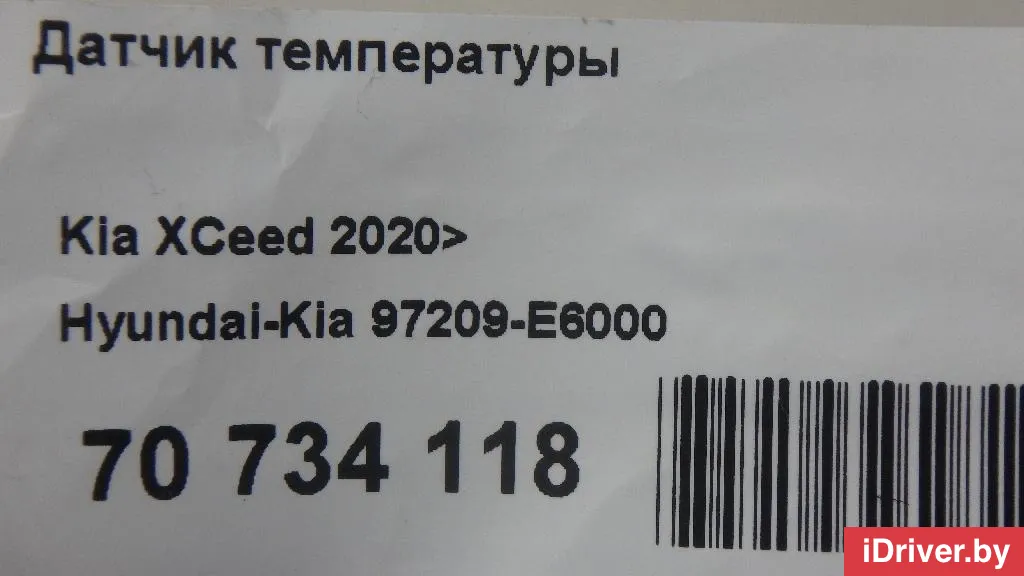 Датчик температуры
Kia XCeed 2020>
Hyundai-Kia 97209-E6000
70 734 118
iDriver.by